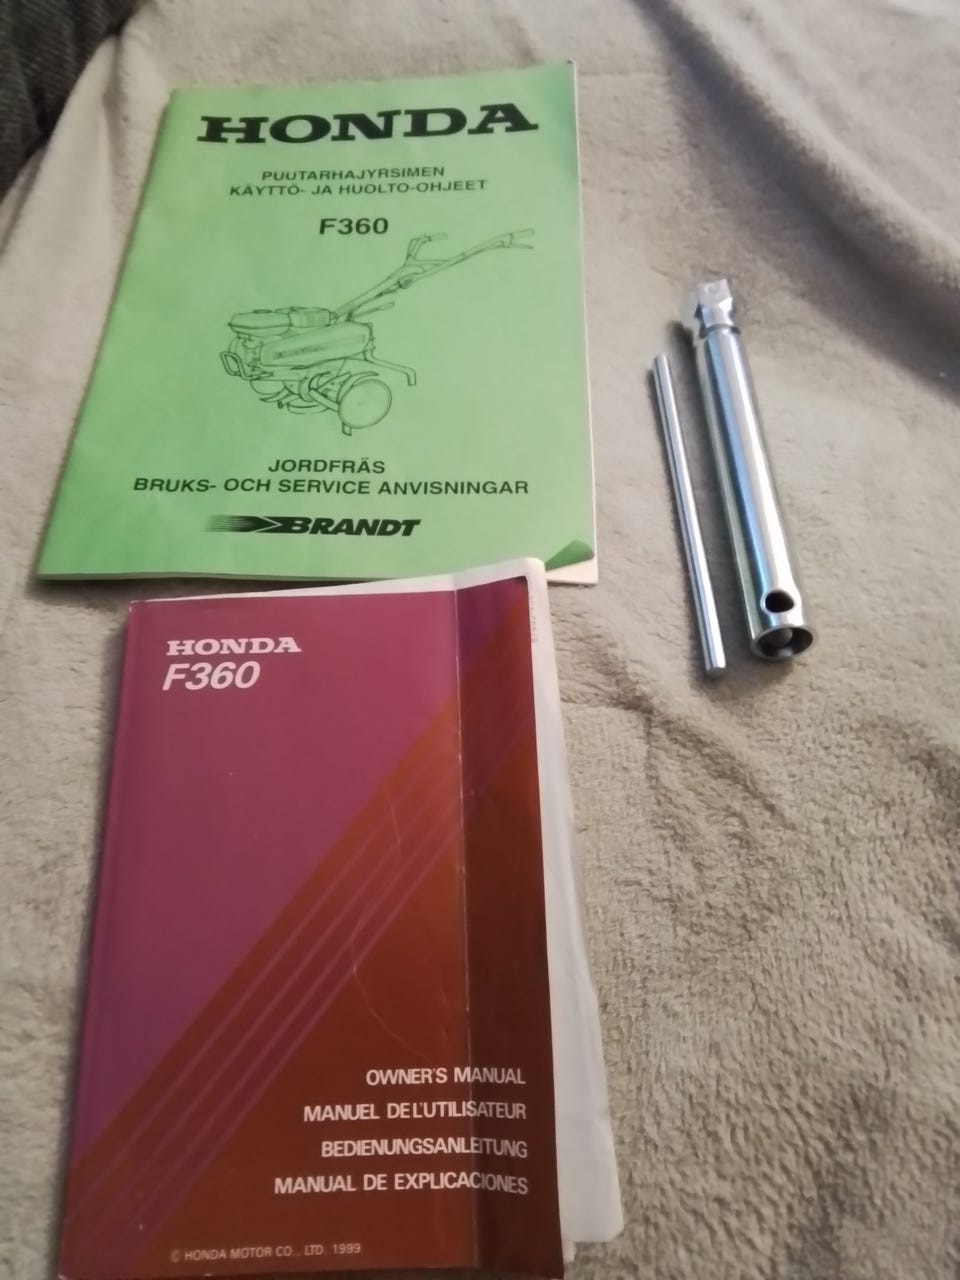 HONDA
PUUTARHAJYRSIMEN
KÄYTTÖ- JA HUOLTO-OHJEET
F360
JORDFRÄS
BRUKS- OCH SERVICE ANVISNINGAR
BRANDT
HONDA
F360
OWNER'S MANUAL
MANUEL DE L'UTILISATEUR
BEDIENUNGSANLEITUNG
MANUAL DE EXPLICACIONES
© HONDA MOTOR CO., LTD. 1999